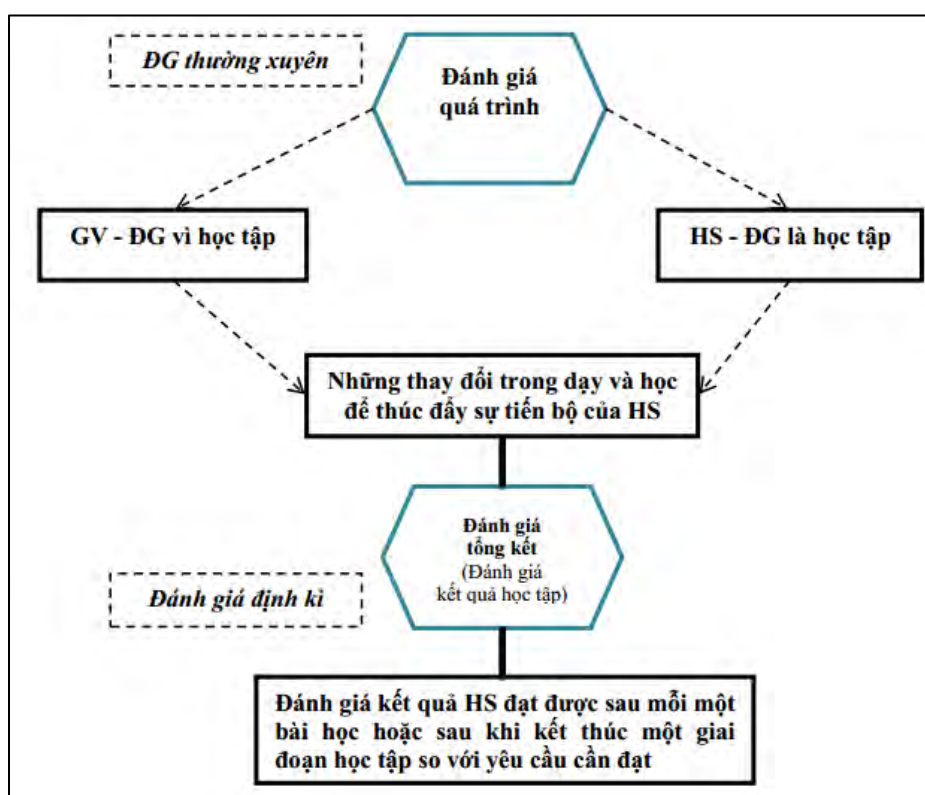 ĐG thường xuyên
Đánh giá
quá trình
GV - ĐG vì học tập
HS - ĐG là học tập
Những thay đổi trong dạy và học
để thúc đẩy sự tiến bộ của HS
Đánh giá
tổng kết
(Đánh giá
kết quả học tập)
Đánh giá định kì
Đánh giá kết quả HS đạt được sau mỗi một
bài học hoặc sau khi kết thúc một giai
đoạn học tập so với yêu cầu cần đạt